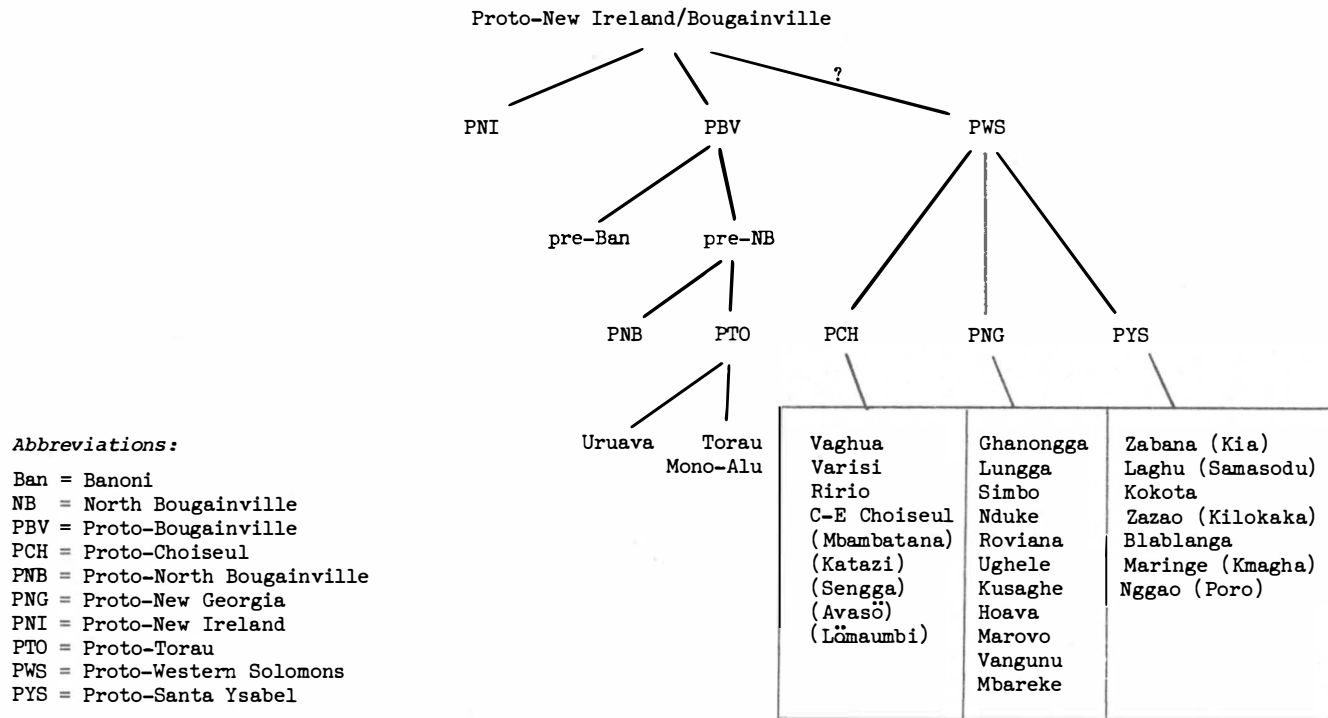 Proto-New Ireland/Bougainville
?
PNI PBV PWS
pre-Ban pre-NB
PNB PTO PCH PNG PYS
Uruava Torau
Mono-Alu
Vaghua
Varisi
Ririo
C-E Choiseul
(Mbambatana)
(Katazi)
(Sengga)
(Avasö)
(Lömaumbi)
Ghanongga
Lungga
Simbo
Nduke
Roviana
Ughele
Kusaghe
Hoava
Marovo
Vangunu
Mbareke
Zabana (Kia)
Laghu (Samasodu)
Kokota
Zazao (Kilokaka)
Blablanga
Maringe (Kmagha)
Nggao (Poro)
Abbreviations:
Ban = Banoni
NB = North Bougainville
PBV = Proto-Bougainville
PCH = Proto-Choiseul
PNB = Proto-North Bougainville
PNG = Proto-New Georgia
PNI = Proto-New Ireland
PTO = Proto-Torau
PWS = Proto-Western Solomons
PYS = Proto-Santa Ysabel